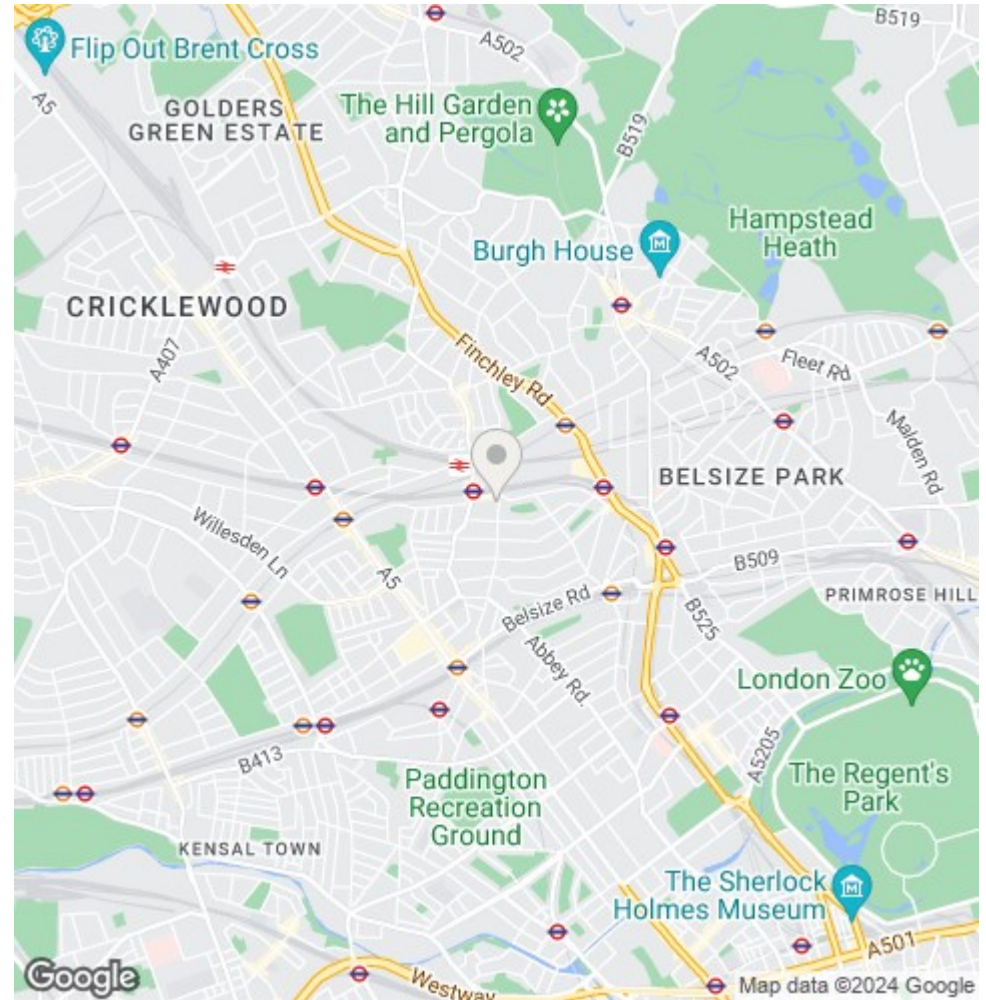 B519
A502
Flip Out Brent Cross
A5
GOLDERS
GREEN ESTATE
The Hill Garden
and Pergola
B519
Hampstead
Heath
Burgh House
CRICKLEWOOD
A407
Finchley Rd
A502
Fleet Rd
Malden Rd
BELSIZE PARK
Willesden Ln
A5
B509
Belsize Rd
B525
PRIMROSE HILL
Abbey Rd.
London Zoo
A5205
B413
Paddington
Recreation
Ground
The Regent's
Park
KENSAL TOWN
The Sherlock
Holmes Museum
A501
Westway
Google
Map data ©2024 Google